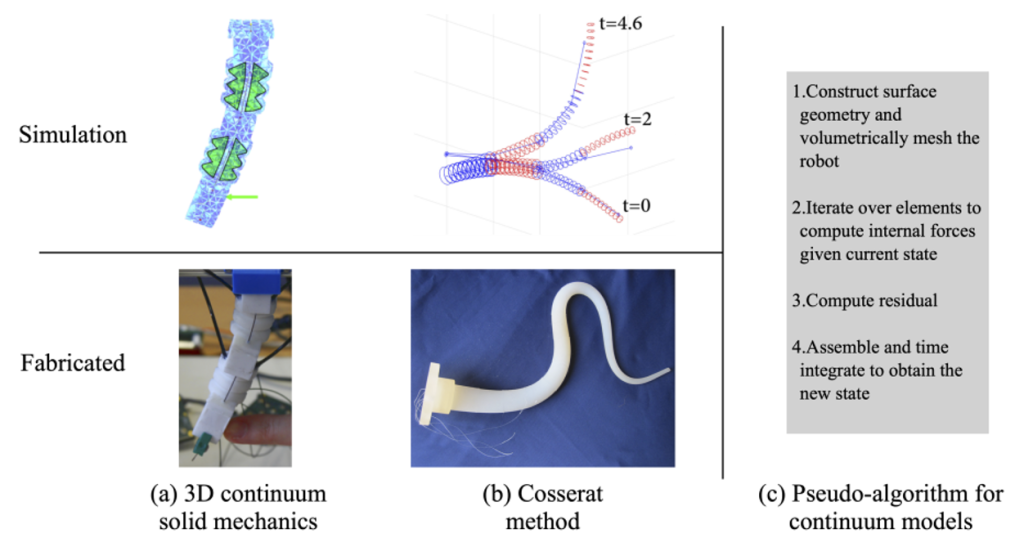 t=4.6
Simulation
t=2
t=0
Fabricated
1.Construct surface
geometry and
volumetrically mesh the
robot
2.Iterate over elements to
compute internal forces
given current state
3.Compute residual
4.Assemble and time
integrate to obtain the
new state
(a) 3D continuum
solid mechanics
(b) Cosserat
method
(c) Pseudo-algorithm for
continuum models